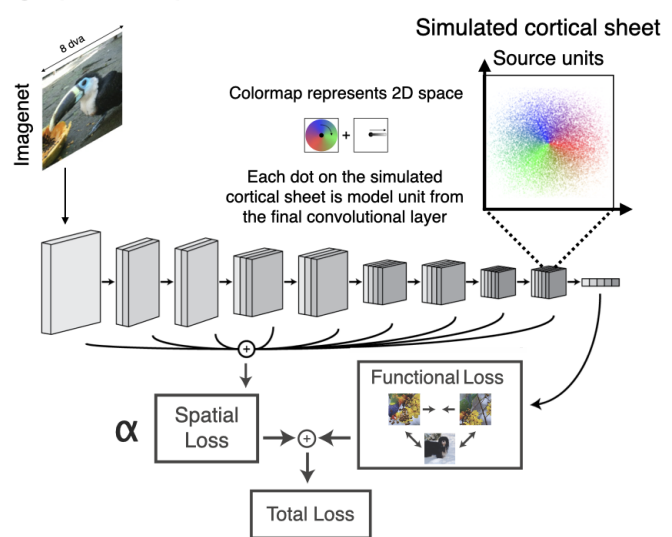 Simulated cortical sheet
8 dva
Imagenet
Source units
Colormap represents 2D space
+
Each dot on the simulated
cortical sheet is model unit from
the final convolutional layer
+
Functional Loss
α
Spatial
Loss
+
Total Loss